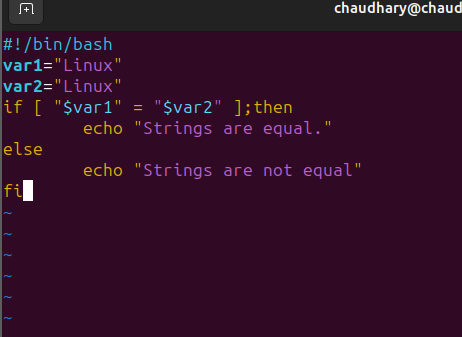 chaudhary@chaud
#!/bin/bash
var1="Linux"
var2="Linux"
if [ "$var1" = "$var2" ];then
        echo "Strings are equal."
else
        echo "Strings are not equal"
fi
~
~
~
~
~
~